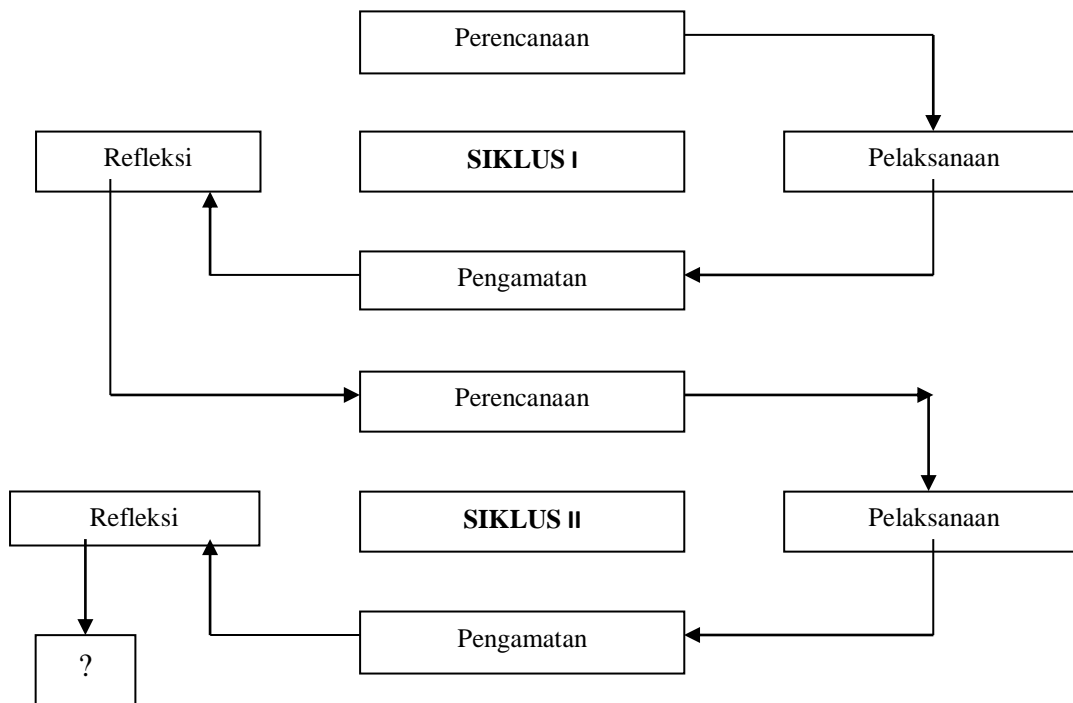 Perencanaan
Refleksi
SIKLUS I
Pelaksanaan
Pengamatan
Perencanaan
Refleksi
SIKLUS II
Pelaksanaan
Pengamatan
?